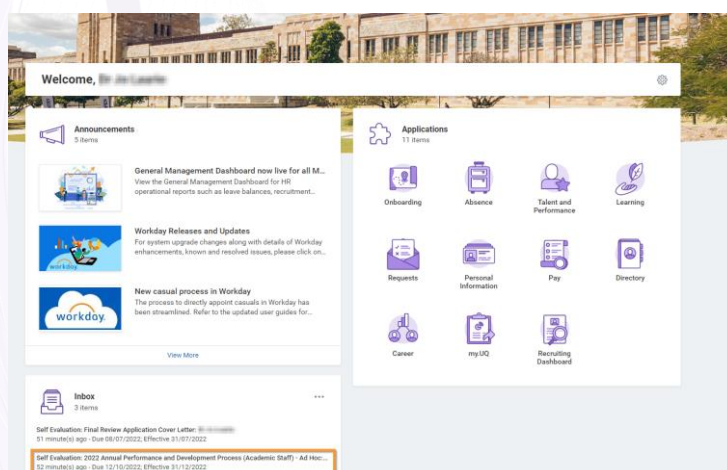 Welcome,
Announcements
5 items
General Management Dashboard now live for all M...
View the General Management Dashboard for HR
operational reports such as leave balances, recruitment...
Workday Releases and Updates
For system upgrade changes along with details of Workday
enhancements, known and resolved issues, please click on...
workday.
New casual process in Workday
The process to directly appoint casuals in Workday has
been streamlined. Refer to the updated user guides for...
workday.
View More
Applications
11 items
Onboarding
Absence
Talent and
Performance
Learning
Requests
Personal
Information
Pay
Directory
Career
my.UQ
Recruiting
Dashboard
Inbox
3 items
Self Evaluation: Final Review Application Cover Letter:
51 minute(s) ago - Due 08/07/2022; Effective 31/07/2022
Self Evaluation: 2022 Annual Performance and Development Process (Academic Staff) - Ad Hoc...
52 minute(s) ago - Due 12/10/2022; Effective 31/12/2022